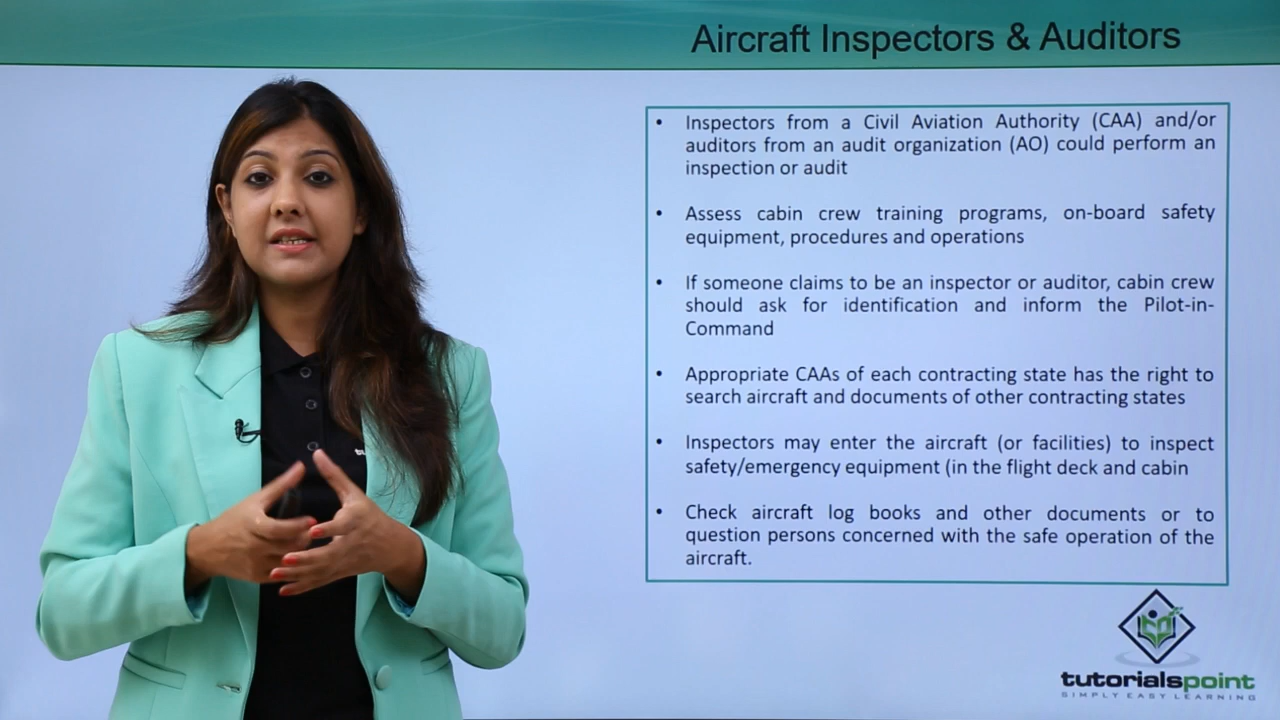 Aircraft Inspectors & Auditors
• Inspectors from a Civil Aviation Authority (CAA) and/or
auditors from an audit organization (AO) could perform an
inspection or audit
• Assess cabin crew training programs, on-board safety
equipment, procedures and operations
• If someone claims to be an inspector or auditor, cabin crew
should ask for identification and inform the Pilot-in-
Command
• Appropriate CAAs of each contracting state has the right to
search aircraft and documents of other contracting states
• Inspectors may enter the aircraft (or facilities) to inspect
safety/emergency equipment (in the flight deck and cabin
• Check aircraft log books and other documents or to
question persons concerned with the safe operation of the
aircraft.
tutorialspoint
SIMPLY EASY LEARNING